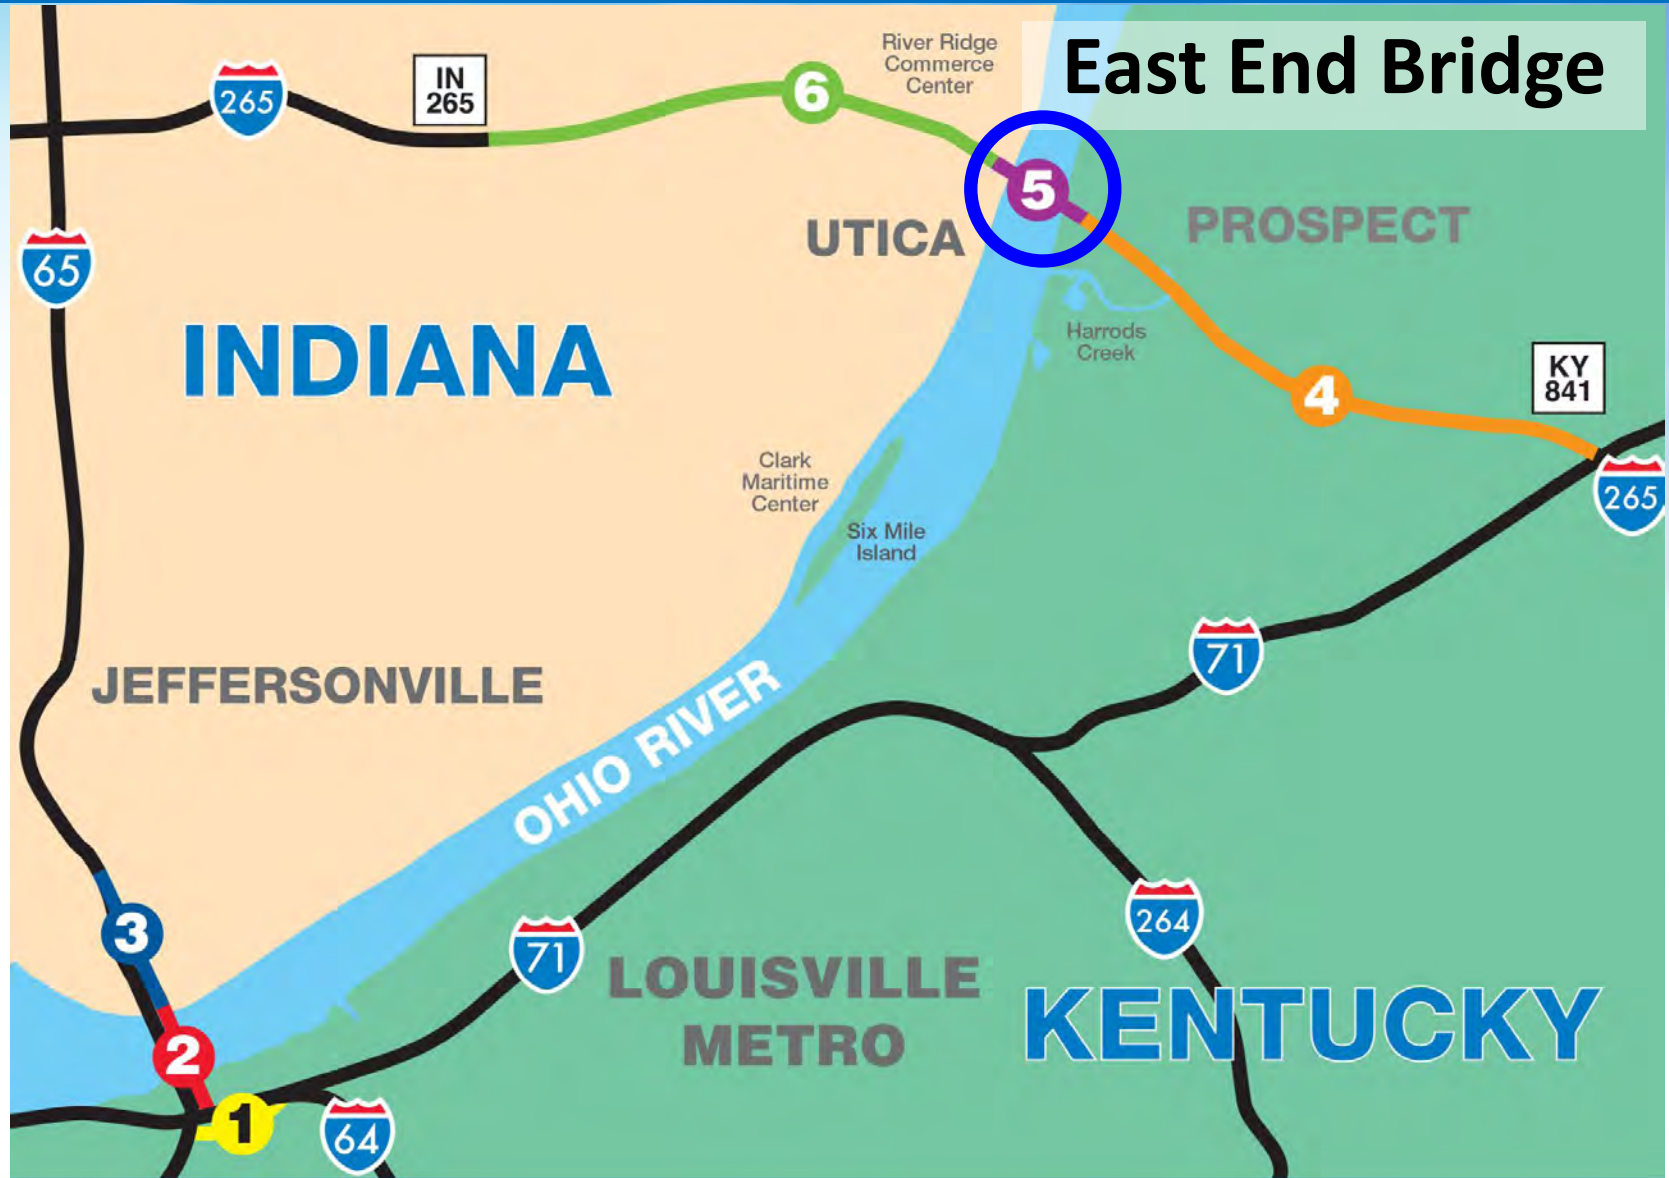 East End Bridge
River Ridge
Commerce
Center
IN
265
265
6
5
UTICA
PROSPECT
65
INDIANA
Harrods
Creek
KY
841
4
265
Clark
Maritime
Center
Six Mile
Island
71
JEFFERSONVILLE
OHIO RIVER
3
71
264
LOUISVILLE
METRO
KENTUCKY
2
1
64